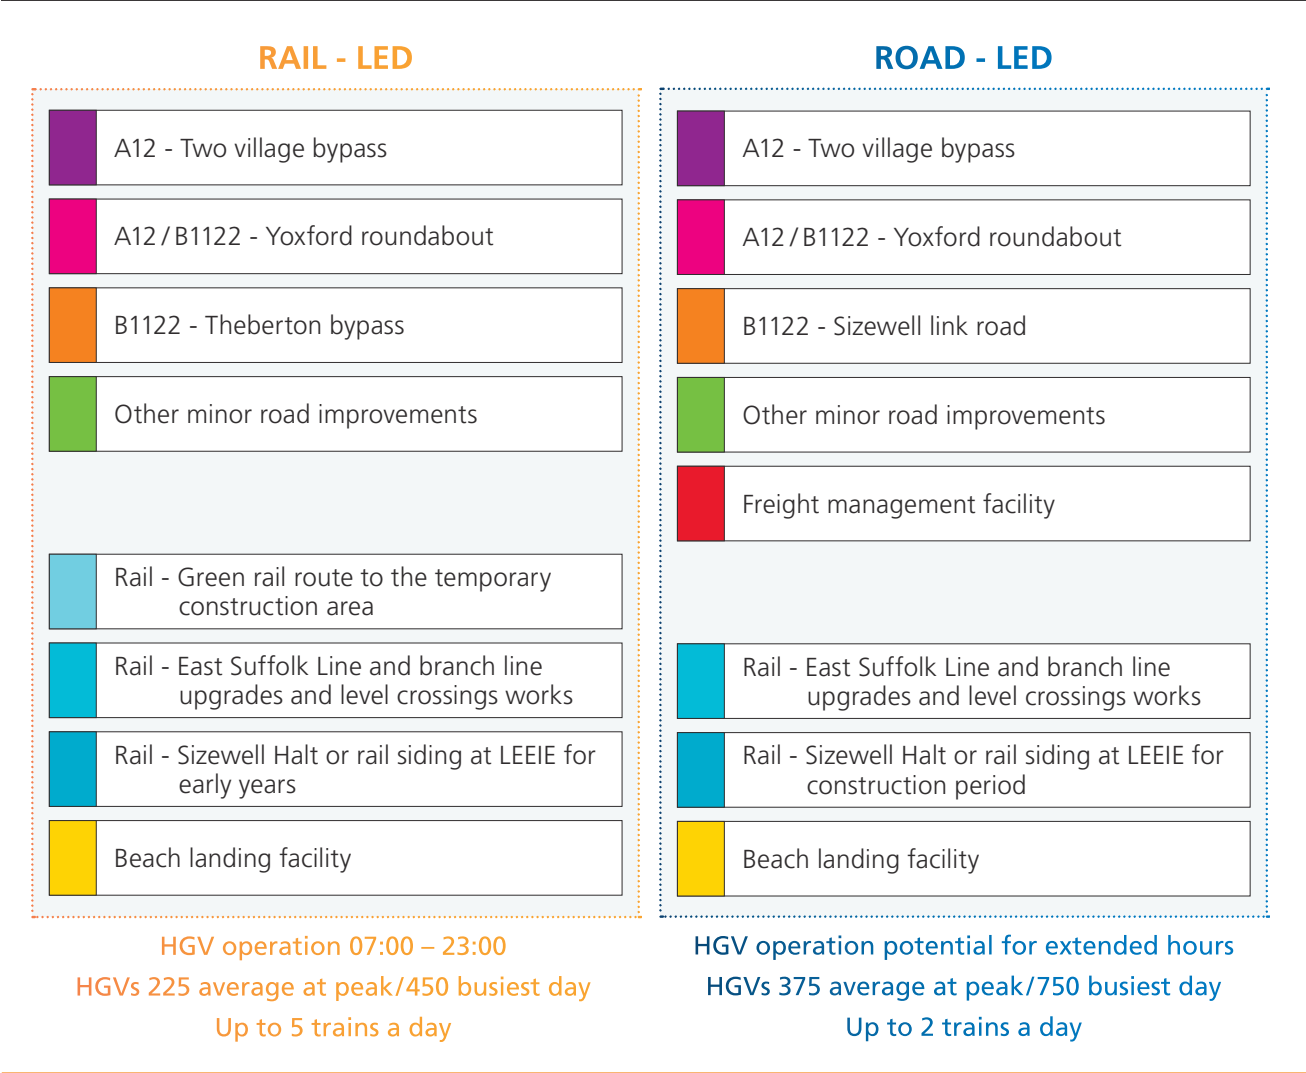 RAIL - LED
A12 - Two village bypass
A12 / B1122 - Yoxford roundabout
B1122 - Theberton bypass
Other minor road improvements
Rail - Green rail route to the temporary
construction area
Rail - East Suffolk Line and branch line
upgrades and level crossings works
Rail - Sizewell Halt or rail siding at LEEIE for
early years
Beach landing facility
HGV operation 07:00 – 23:00
HGVs 225 average at peak/450 busiest day
Up to 5 trains a day
ROAD - LED
A12 - Two village bypass
A12 / B1122 - Yoxford roundabout
B1122 - Sizewell link road
Other minor road improvements
Freight management facility
Rail - East Suffolk Line and branch line
upgrades and level crossings works
Rail - Sizewell Halt or rail siding at LEEIE for
construction period
Beach landing facility
HGV operation potential for extended hours
HGVs 375 average at peak/750 busiest day
Up to 2 trains a day